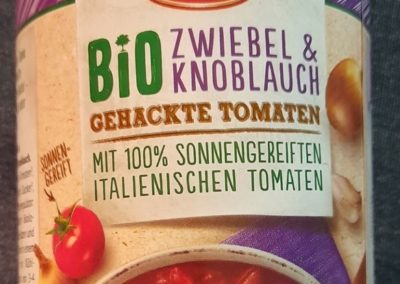 BIO
ZWIEBEL &
KNOBLAUCH
GEHACKTE TOMATEN
MIT 100% SONNENGEREIFTEN
ITALIENISCHEN TOMATEN
SONNEN-
GEREIFT